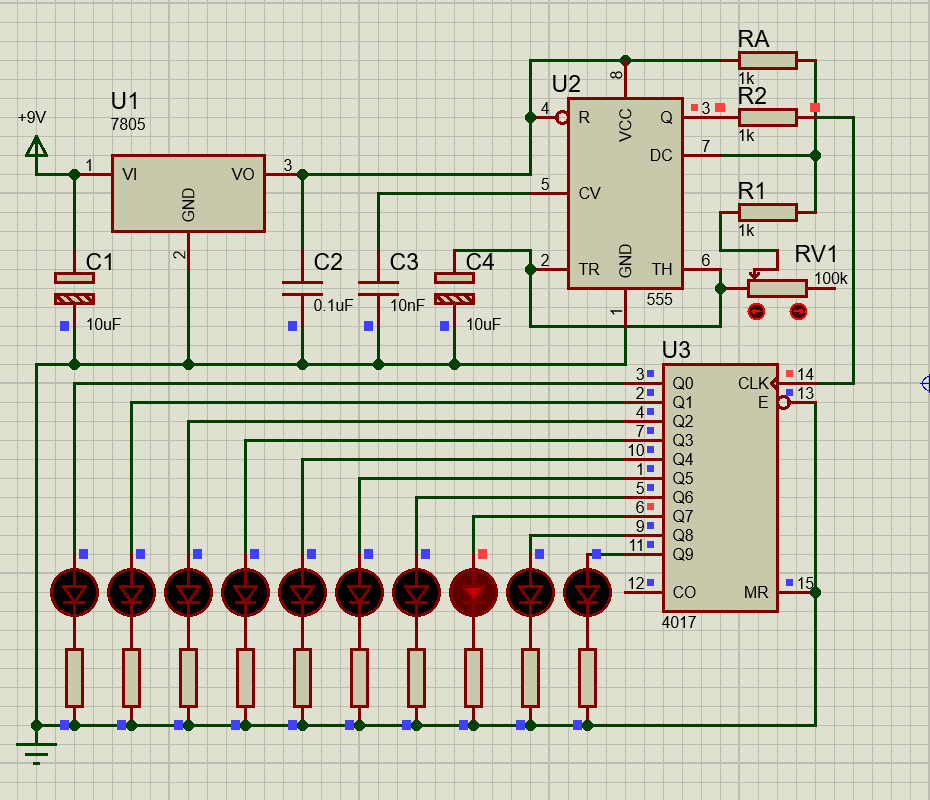 RA
1k
U2
8
4
R
VCC
Q
3
R2
1k
+9V
U1
7805
1
VI
VO
3
GND
2
DC
7
5
CV
R1
1k
2
TR
GND
TH
6
RV1
100k
1
555
C1
10uF
C2
0.1uF
C3
10nF
C4
10uF
U3
3
Q0
CLK
14
2
Q1
E
13
4
Q2
7
Q3
10
Q4
1
Q5
5
Q6
6
Q7
9
Q8
11
Q9
12
CO
MR
15
4017